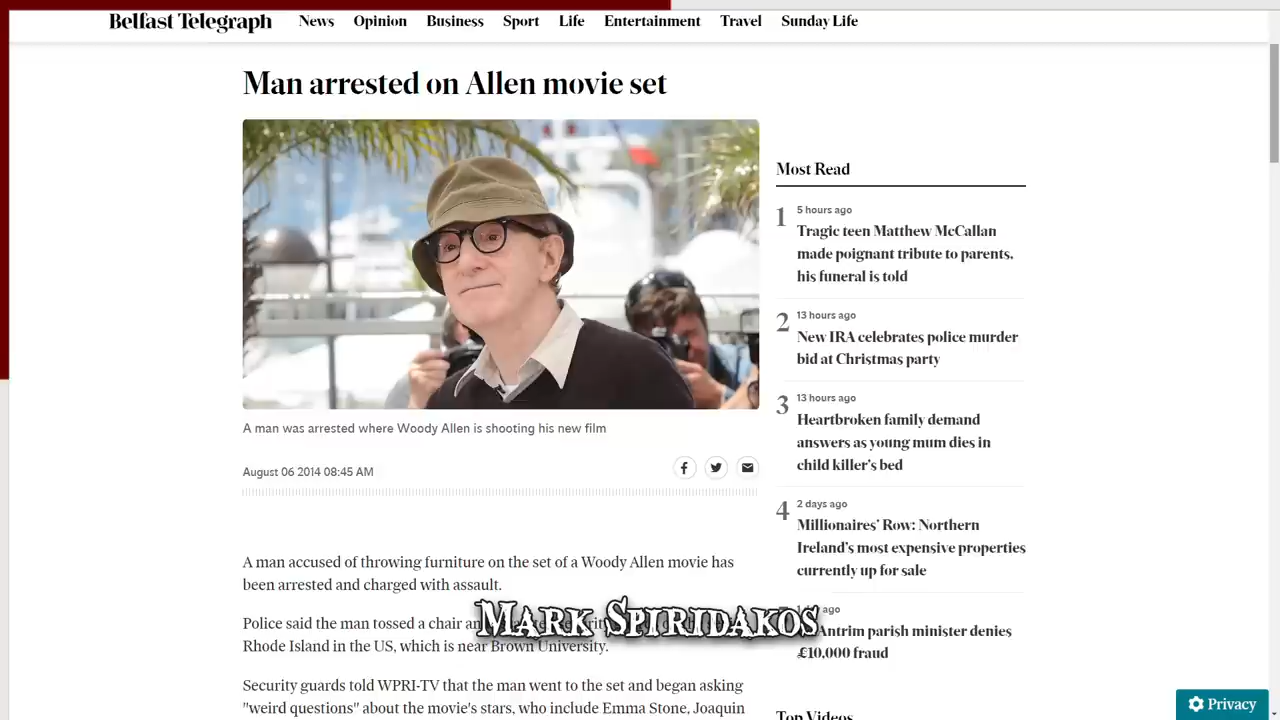 Belfast Telegraph News Opinion Business Sport Life Entertainment Travel Sunday Life
Man arrested on Allen movie set
A man was arrested where Woody Allen is shooting his new film
August 06 2014 08:45 AM
A man accused of throwing furniture on the set of a Woody Allen movie has
been arrested and charged with assault.
Police said the man tossed a chair
Rhode Island in the US, which is near Brown University.
Security guards told WPRI-TV that the man went to the set and began asking
"weird questions" about the movie's stars, who include Emma Stone, Joaquin
Mark Spiridakos
Most Read
1
5 hours ago
Tragic teen Matthew McCallan
made poignant tribute to parents,
his funeral is told
2
13 hours ago
New IRA celebrates police murder
bid at Christmas party
3
13 hours ago
Heartbroken family demand
answers as young mum dies in
child killer's bed
4
2 days ago
Millionaires' Row: Northern
Ireland's most expensive properties
currently up for sale
ago
Antrim parish minister denies
£10,000 fraud
Top Videos
Privacy